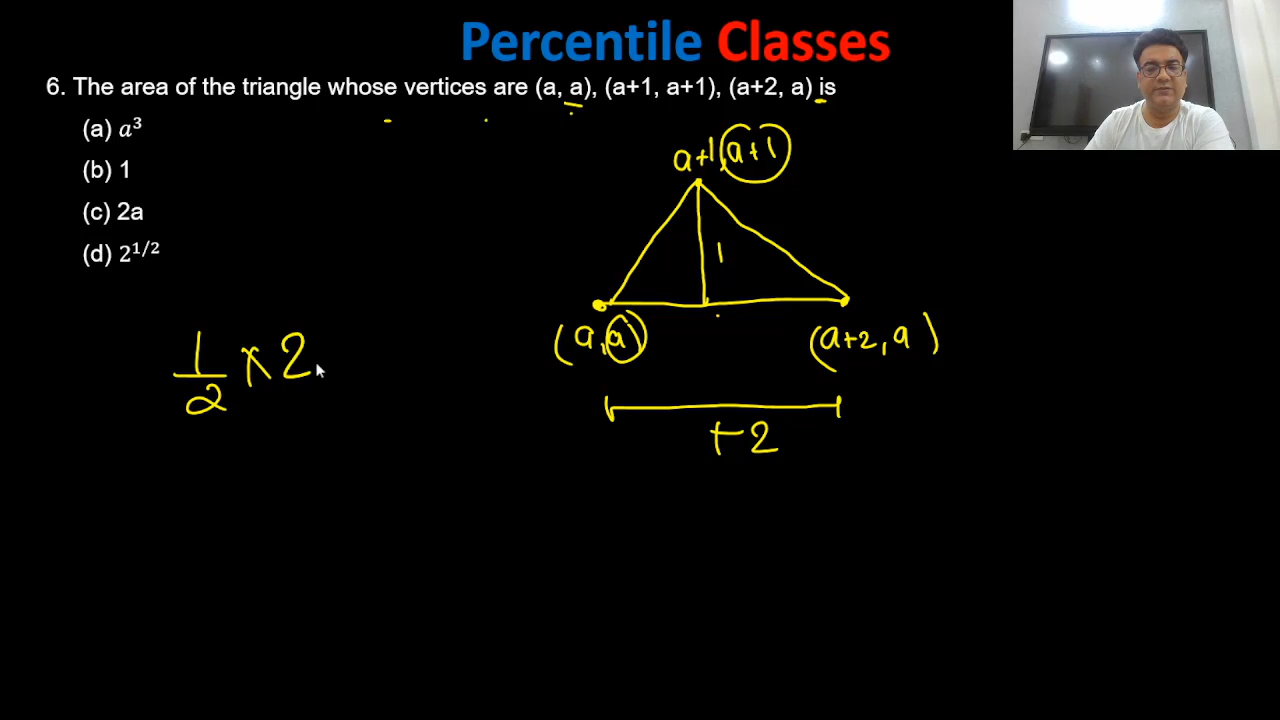 Percentile Classes
6. The area of the triangle whose vertices are (a, a), (a+1, a+1), (a+2, a) is
(a) a³
(b) 1
(c) 2a
(d) 2^{1/2}
a+1, a+1
1
(a, a)
(a+2, a)
1/2 × 2
+2